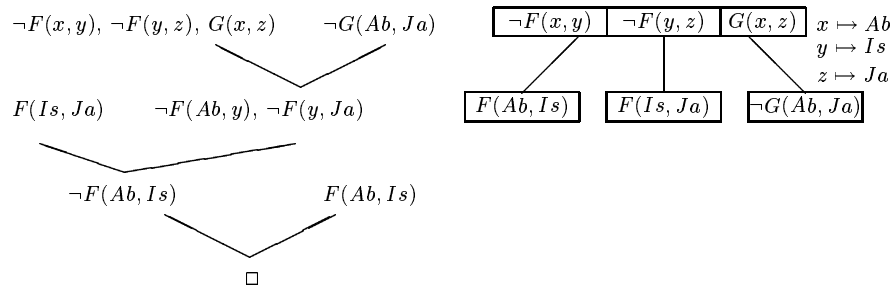 ¬F(x, y), ¬F(y, z), G(x, z) ¬G(Ab, Ja)
F(Is, Ja) ¬F(Ab, y), ¬F(y, Ja)
¬F(Ab, Is) F(Ab, Is)
□
¬F(x, y) ¬F(y, z) G(x, z) x ↦ Ab
y ↦ Is
z ↦ Ja
F(Ab, Is) F(Is, Ja) ¬G(Ab, Ja)